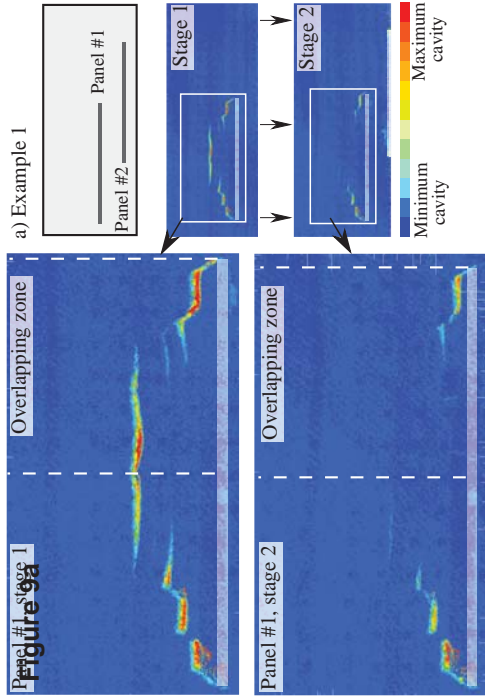 Figure 9a
Panel #1, stage 1
Overlapping zone
Panel #1, stage 2
Overlapping zone
a) Example 1
Panel #1
Panel #2
Stage 1
Stage 2
Minimum
cavity
Maximum
cavity